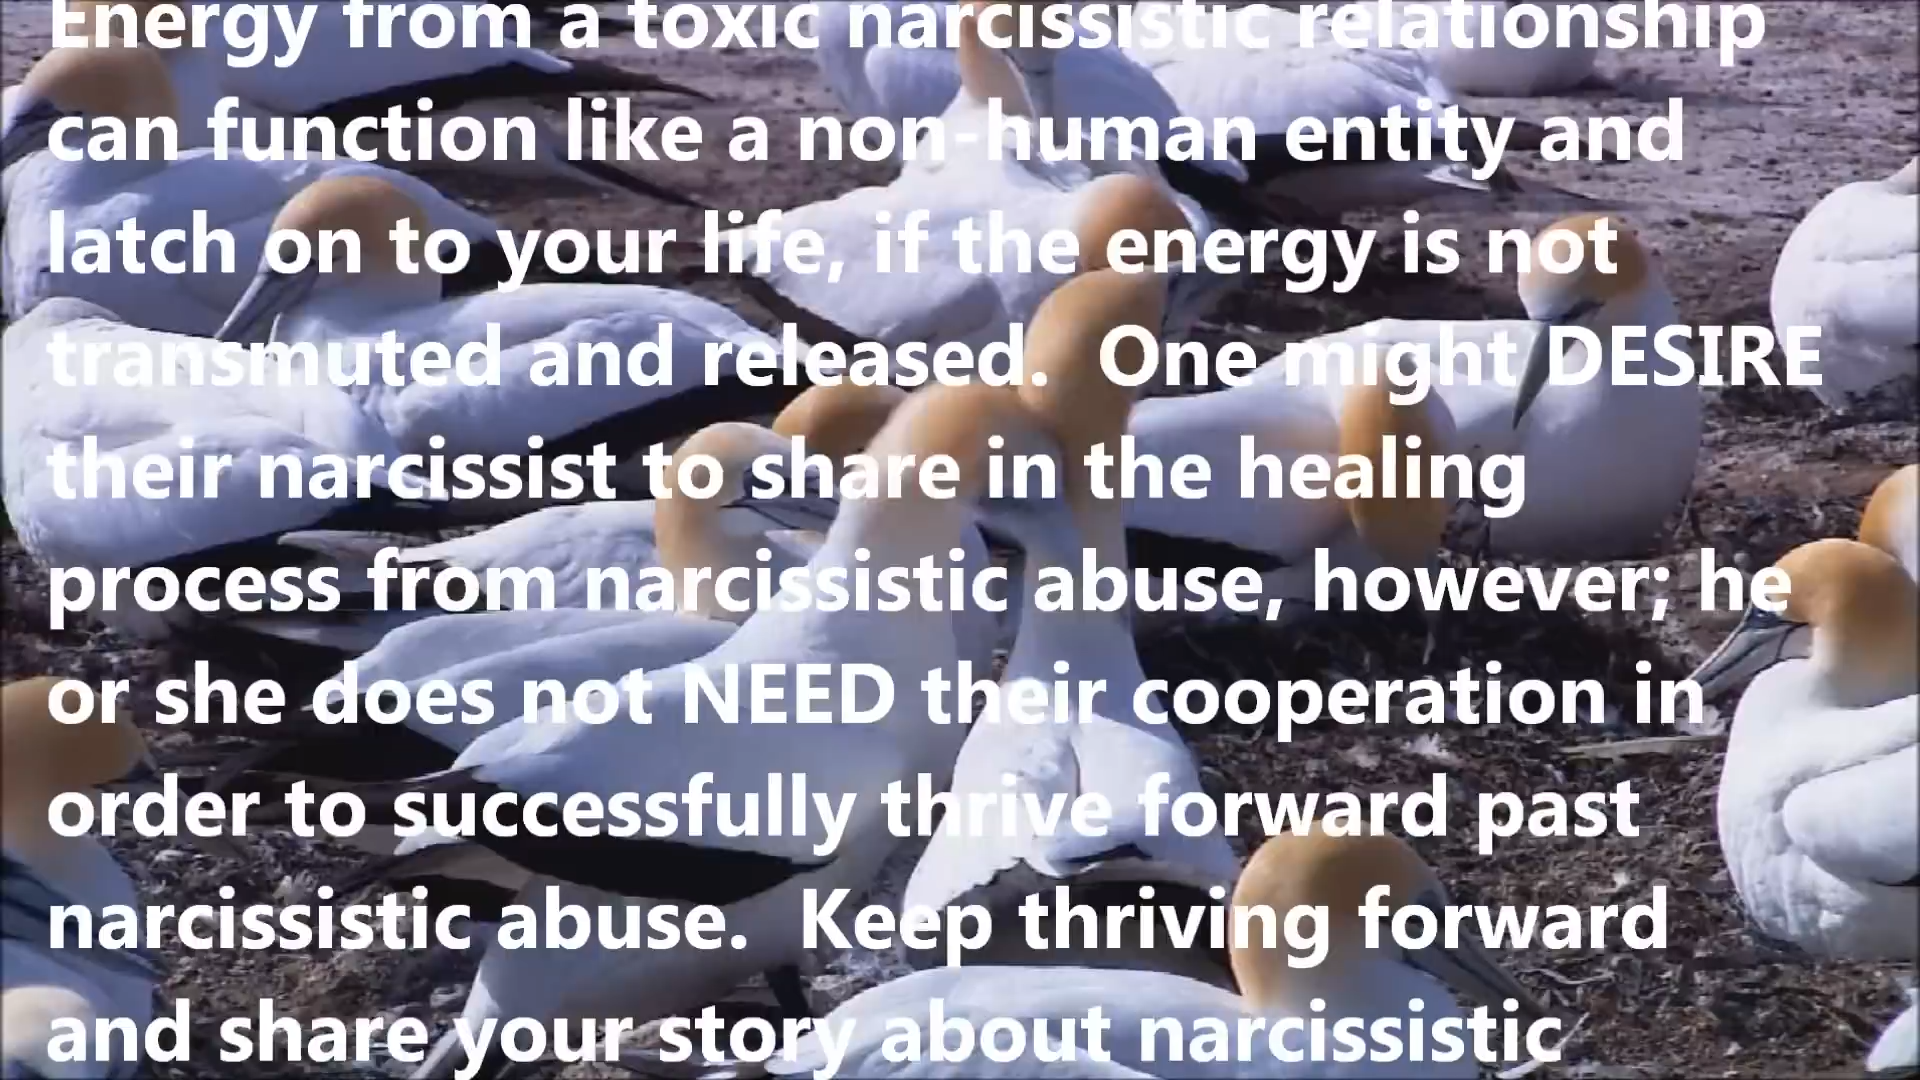 Energy from a toxic narcissistic relationship
can function like a non-human entity and
latch on to your life, if the energy is not
transmuted and released.  One might DESIRE
their narcissist to share in the healing
process from narcissistic abuse, however; he
or she does not NEED their cooperation in
order to successfully thrive forward past
narcissistic abuse.  Keep thriving forward
and share your story about narcissistic